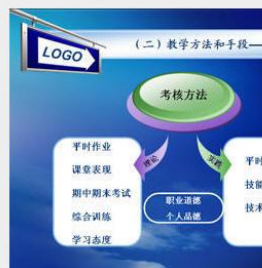 LOGO
（二）教学方法和手段—
考核方法
理论
实践
平时作业
课堂表现
期中期末考试
综合训练
学习态度
职业道德
个人品德
平时
技能
技术